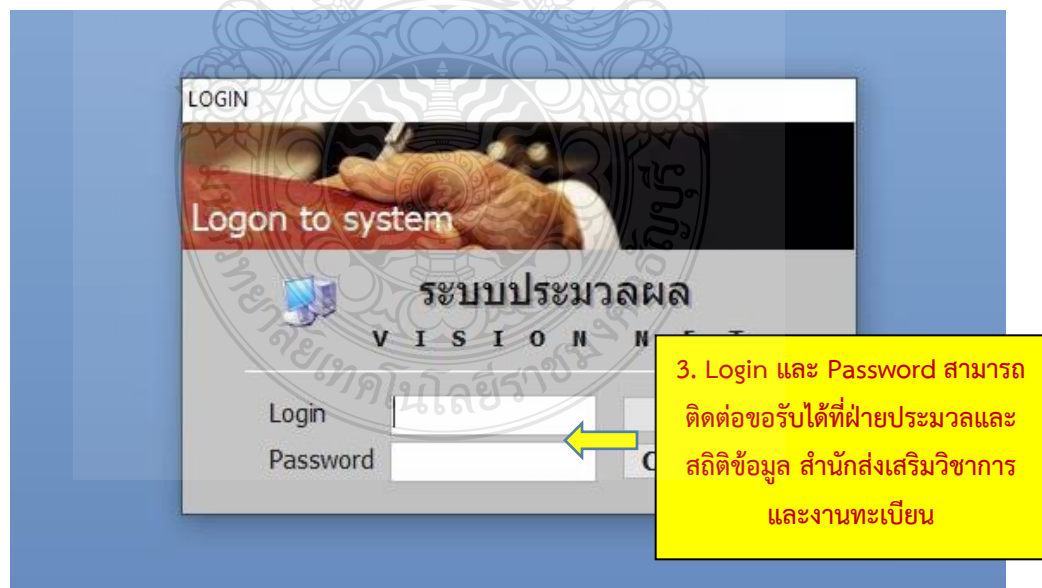 LOGIN
Logon to system
ระบบประมวลผล
V I S I O N N E T
Login
Password
C
3. Login และ Password สามารถ
ติดต่อขอรับได้ที่ฝ่ายประมวลและ
สถิติข้อมูล สำนักส่งเสริมวิชาการ
และงานทะเบียน